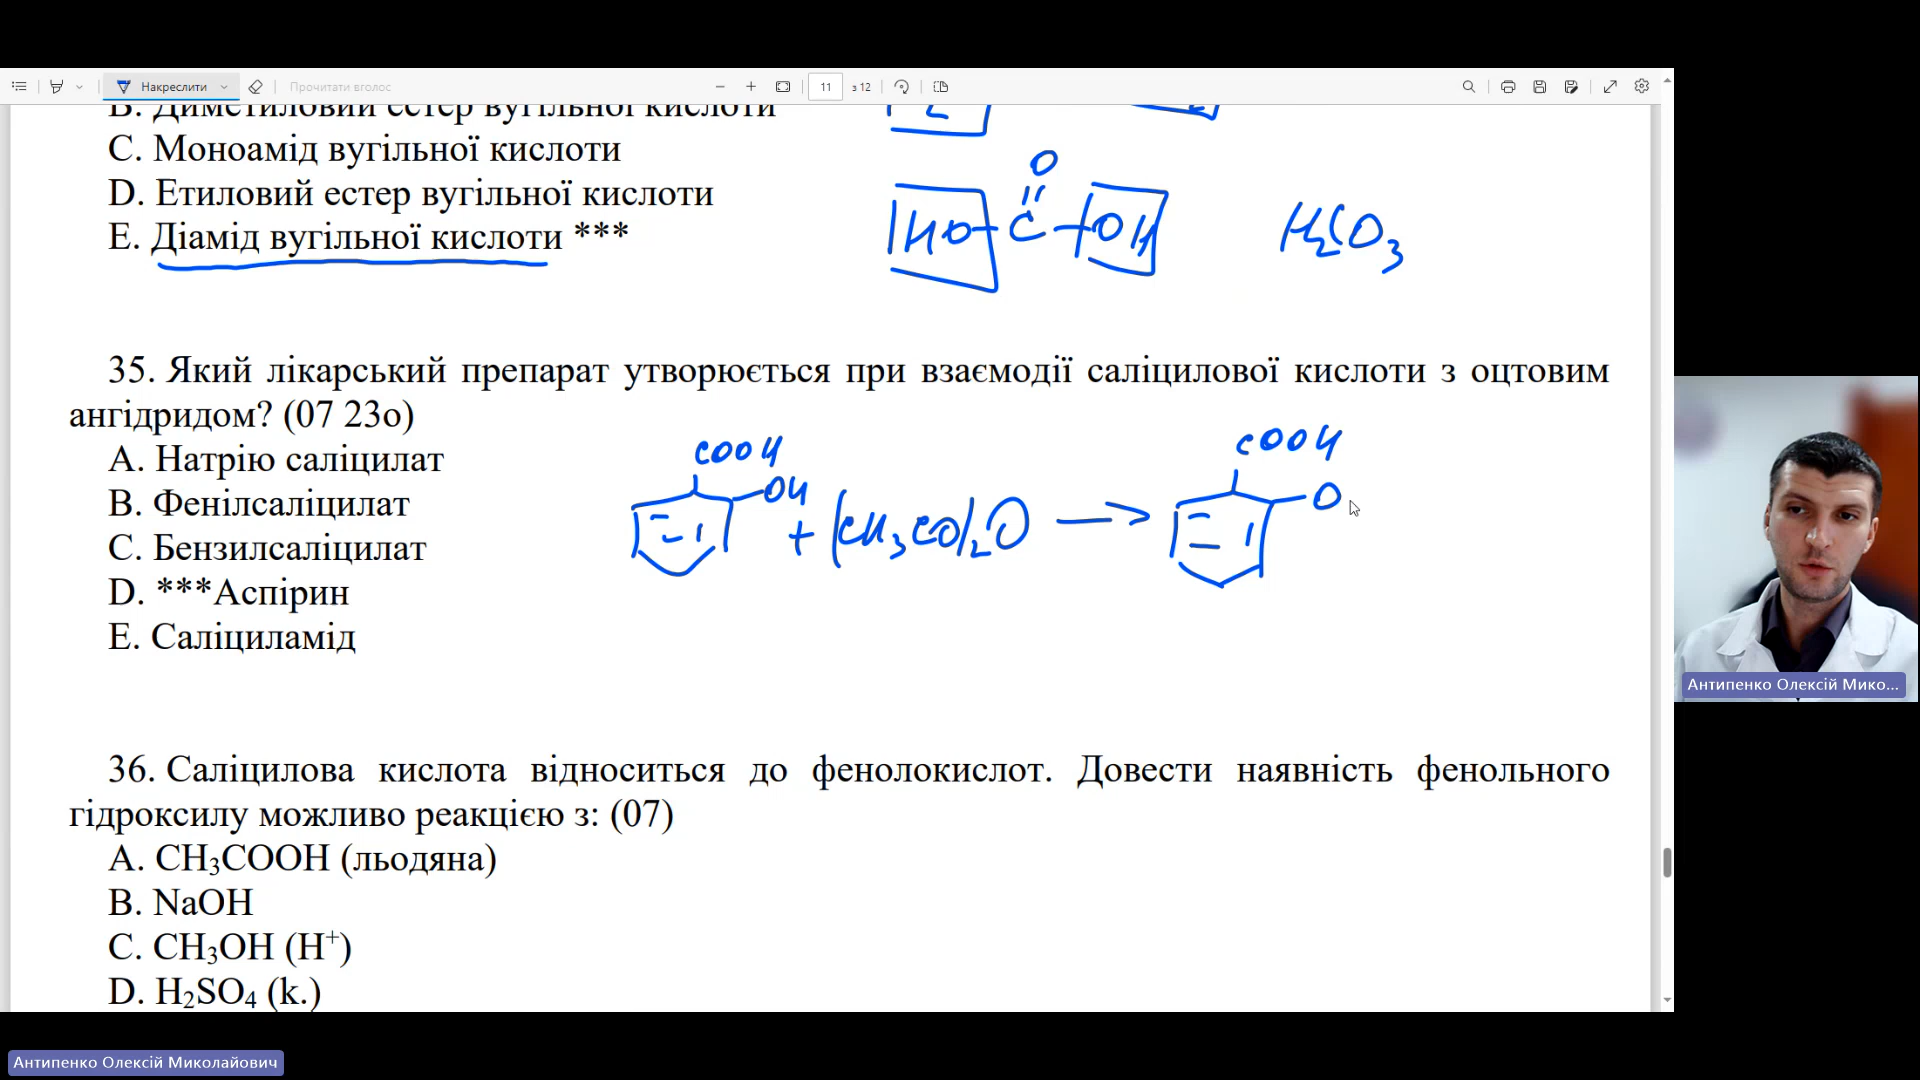 Накреслити
Прочитати вголос
11 з 12
B. Диметиловий естер вугільної кислоти
C. Моноамід вугільної кислоти
D. Етиловий естер вугільної кислоти
E. Діамід вугільної кислоти ***
O
HO C OH H₂CO₃
35. Який лікарський препарат утворюється при взаємодії саліцилової кислоти з оцтовим
ангідридом? (07 23о)
A. Натрію саліцилат
B. Фенілсаліцилат
C. Бензилсаліцилат
D. ***Аспірин
E. Саліциламід
COOH COOH
OH + (CH₃CO)₂O → O
36. Саліцилова кислота відноситься до фенолокислот. Довести наявність фенольного
гідроксилу можливо реакцією з: (07)
A. CH₃COOH (льодяна)
B. NaOH
C. CH₃OH (H⁺)
D. H₂SO₄ (k.)
Антипенко Олексій Мико...
Антипенко Олексій Миколайович